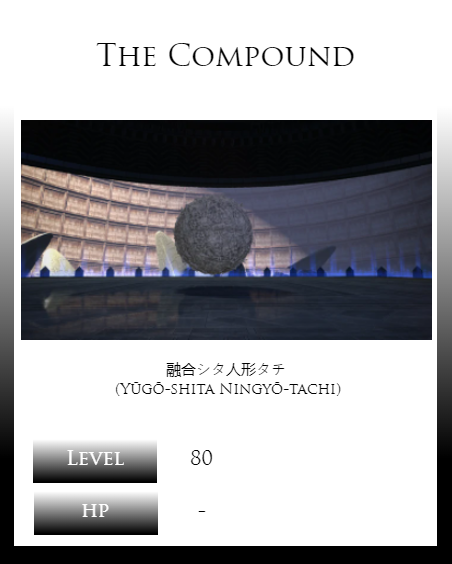 The Compound
融合シタ人形タチ
(Yūgō-shita Ningyō-tachi)
Level 80
HP -